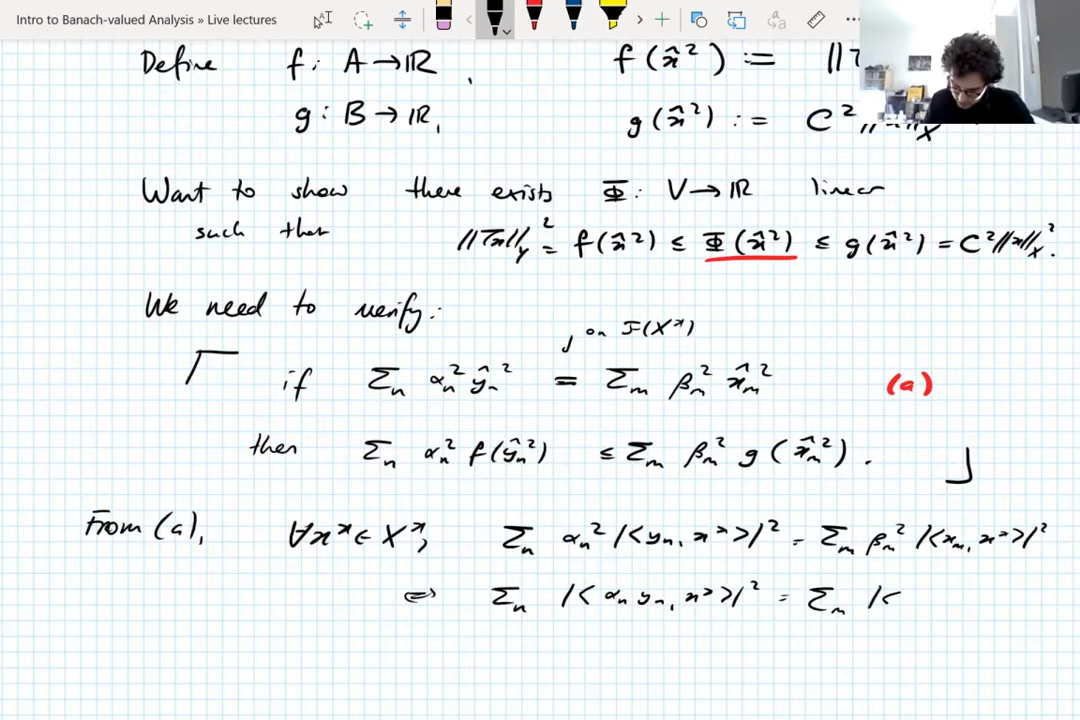 Intro to Banach-valued Analysis » Live lectures
Define f: A→ℝ, f(x̂²) := ‖T
g: B→ℝ, g(x̂²) := C²‖x‖_X
Want to show there exists Φ: V→ℝ linear
such that ‖Tx‖_Y² = f(x̂²) ≤ Φ(x̂²) ≤ g(x̂²) = C²‖x‖_X².
We need to verify:
on F(X*)
if Σ_n α_n² ŷ_n² = Σ_m β_m² x̂_m² (a)
then Σ_n α_n² f(ŷ_n²) ≤ Σ_m β_m² g(x̂_m²).
From (a), ∀x* ∈ X*, Σ_n α_n² |<y_n, x*>|² = Σ_m β_m² |<x_m, x*>|²
⇔ Σ_n |<α_n y_n, x*>|² = Σ_m |<